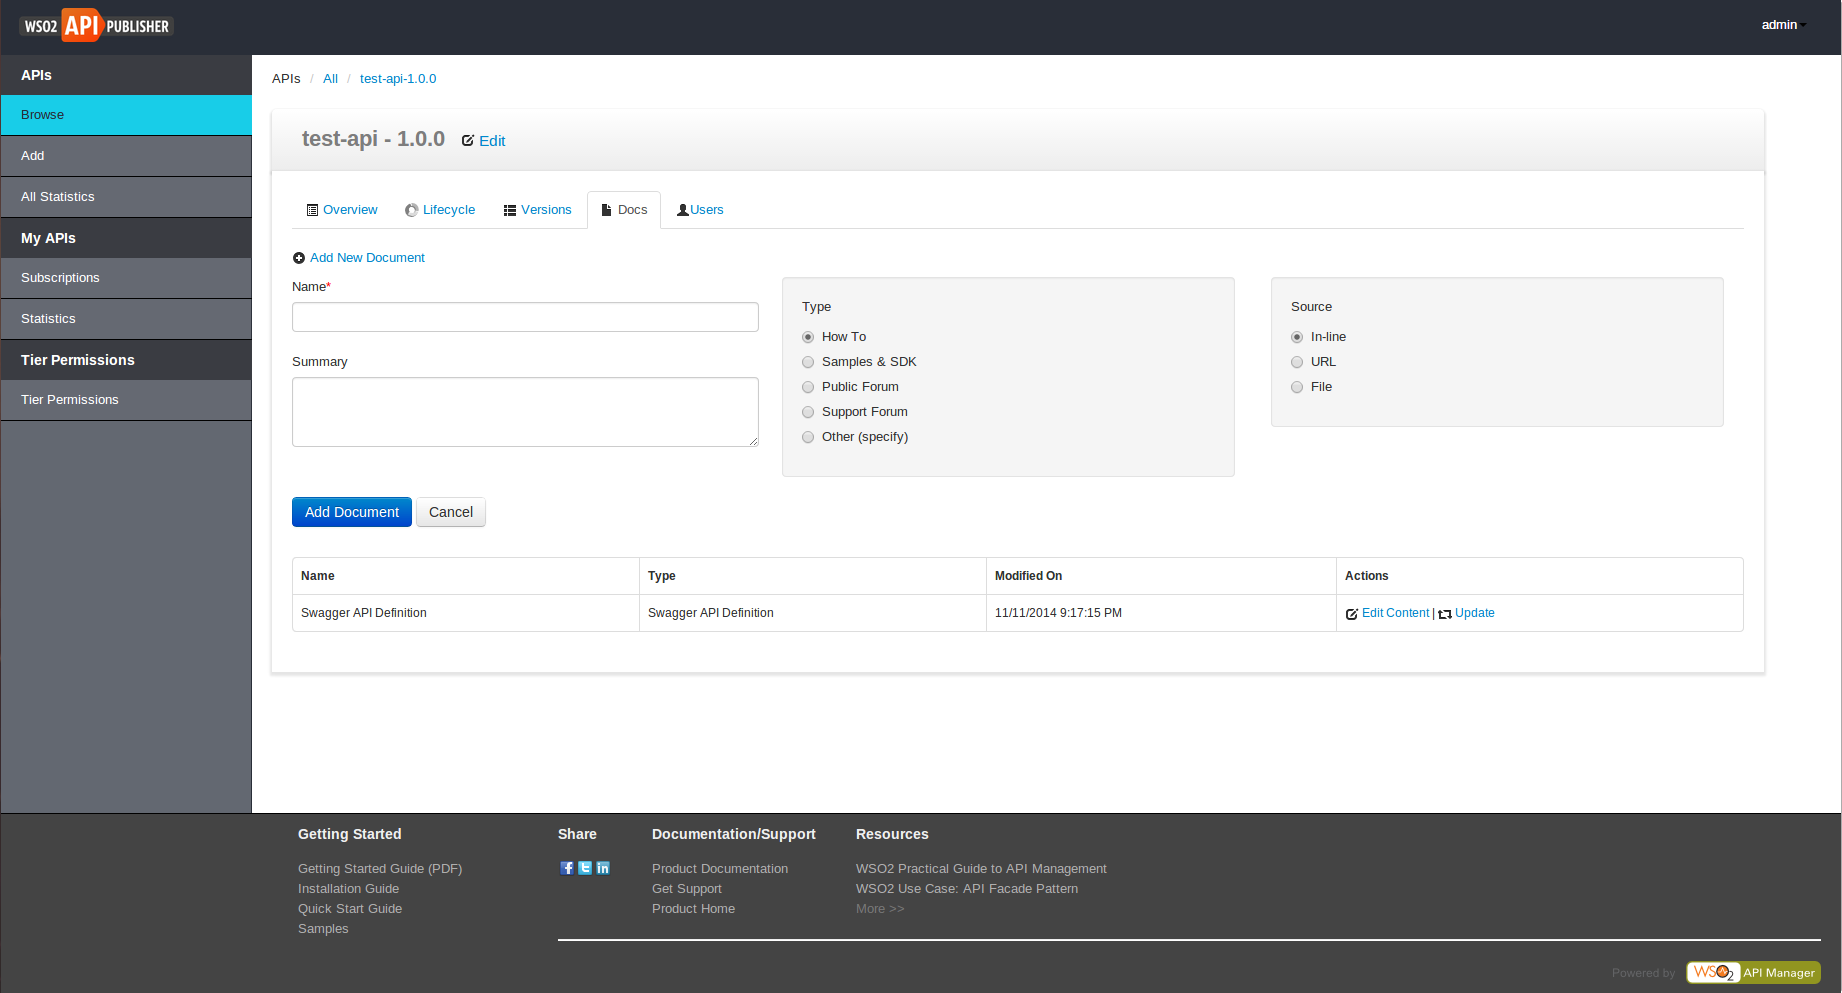 WSO2 API PUBLISHER
admin
APIs
Browse
Add
All Statistics
My APIs
Subscriptions
Statistics
Tier Permissions
Tier Permissions
APIs / All / test-api-1.0.0
test-api - 1.0.0 Edit
Overview Lifecycle Versions Docs Users
Add New Document
Name*
Summary
Type
How To
Samples & SDK
Public Forum
Support Forum
Other (specify)
Source
In-line
URL
File
Add Document Cancel
Name Type Modified On Actions
Swagger API Definition Swagger API Definition 11/11/2014 9:17:15 PM Edit Content | Update
Getting Started
Getting Started Guide (PDF)
Installation Guide
Quick Start Guide
Samples
Share
Documentation/Support
Product Documentation
Get Support
Product Home
Resources
WSO2 Practical Guide to API Management
WSO2 Use Case: API Facade Pattern
More >>
Powered by WSO2 API Manager